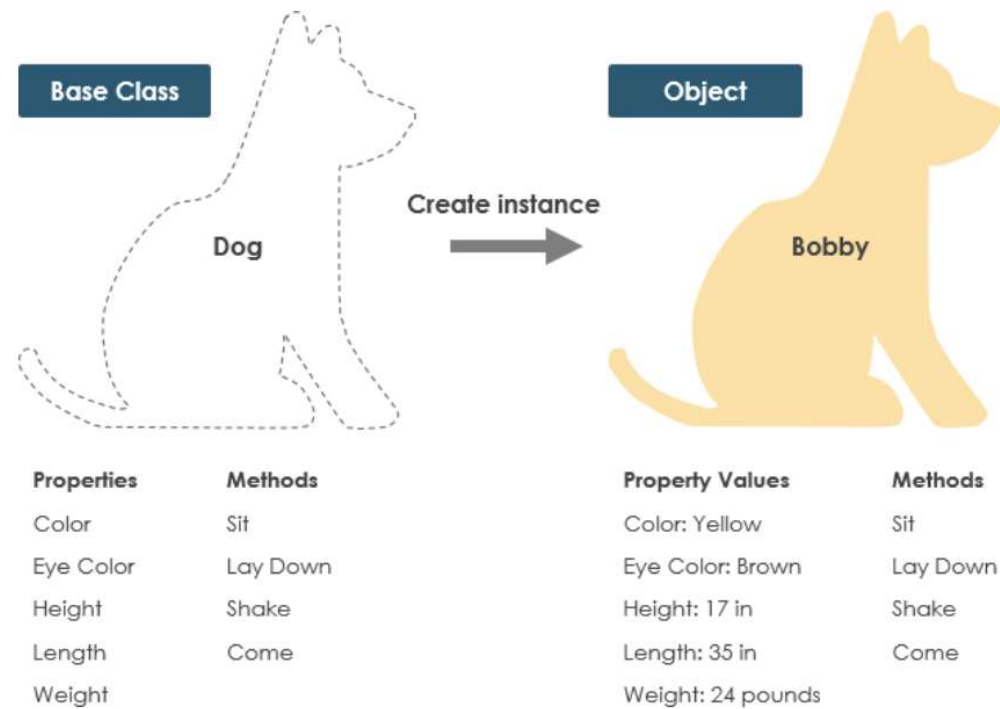 Base Class
Object
Create instance
Dog
Bobby
Properties Methods
Color Sit
Eye Color Lay Down
Height Shake
Length Come
Weight
Property Values Methods
Color: Yellow Sit
Eye Color: Brown Lay Down
Height: 17 in Shake
Length: 35 in Come
Weight: 24 pounds